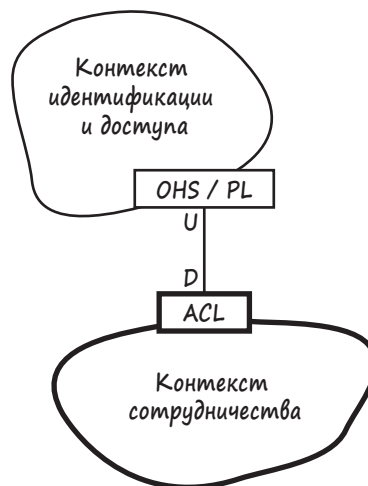 Контекст
идентификации
и доступа
OHS / PL
U
D
ACL
Контекст
сотрудничества